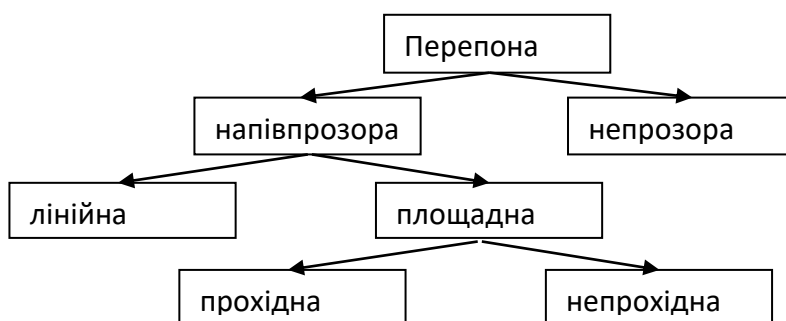 Перепона
напівпрозора
непрозора
лінійна
площадна
прохідна
непрохідна